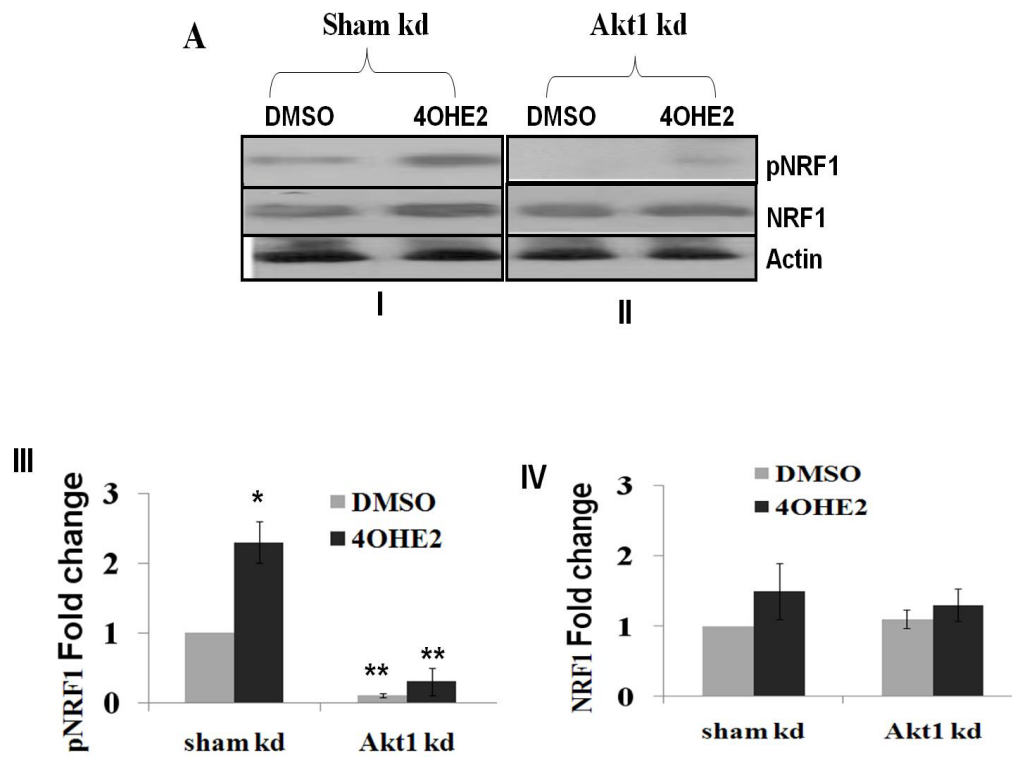 A
Sham kd
Akt1 kd
DMSO
4OHE2
DMSO
4OHE2
pNRF1
NRF1
Actin
I
II
III
pNRF1 Fold change
3
2
1
0
*
**
**
DMSO
4OHE2
sham kd
Akt1 kd
IV
NRF1 Fold change
3
2
1
0
DMSO
4OHE2
sham kd
Akt1 kd